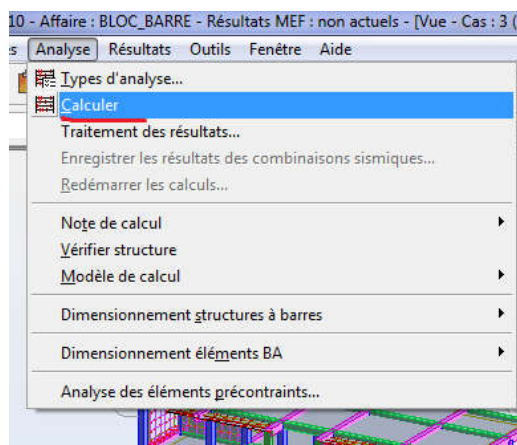 10 - Affaire : BLOC_BARRE - Résultats MEF : non actuels - [Vue - Cas : 3 (
s Analyse Résultats Outils Fenêtre Aide
Types d'analyse...
Calculer
Traitement des résultats...
Enregistrer les résultats des combinaisons sismiques...
Redémarrer les calculs...
Note de calcul
Vérifier structure
Modèle de calcul
Dimensionnement structures à barres
Dimensionnement éléments BA
Analyse des éléments précontraints...